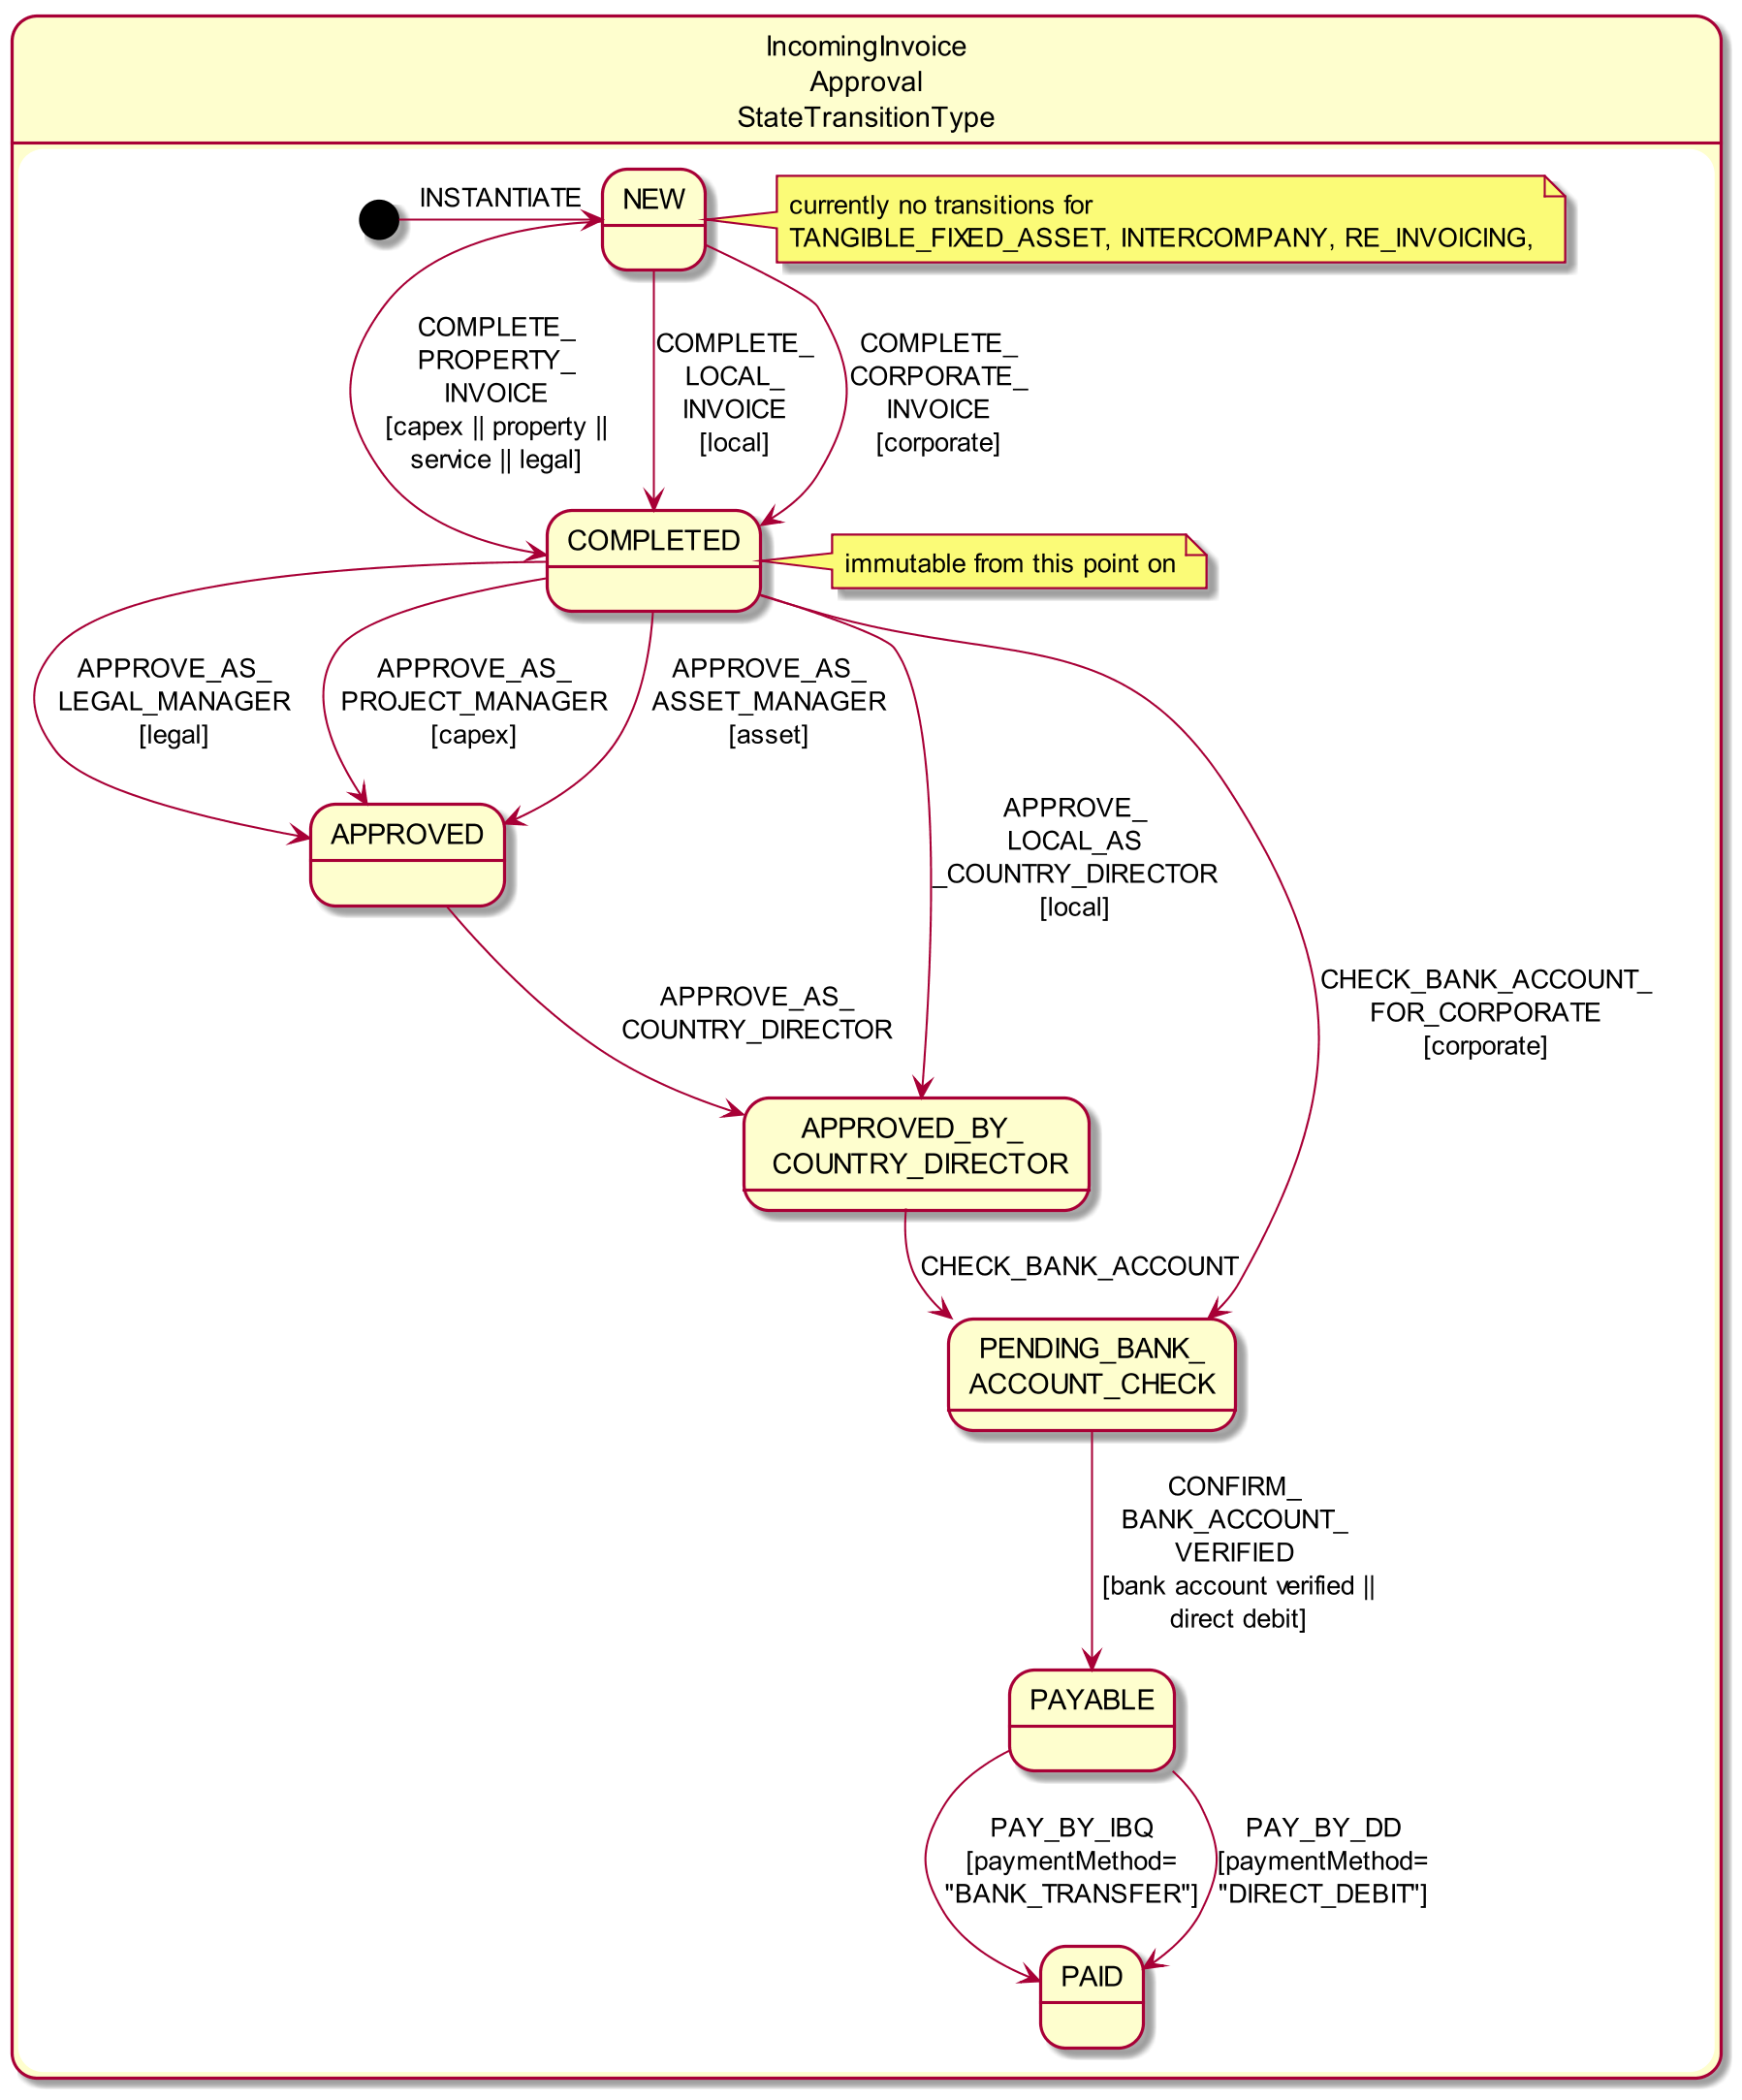 IncomingInvoice
Approval
StateTransitionType
INSTANTIATE
NEW
currently no transitions for
TANGIBLE_FIXED_ASSET, INTERCOMPANY, RE_INVOICING,
COMPLETE_
PROPERTY_
INVOICE
[capex || property ||
service || legal]
COMPLETE_
LOCAL_
INVOICE
[local]
COMPLETE_
CORPORATE_
INVOICE
[corporate]
COMPLETED
immutable from this point on
APPROVE_AS_
LEGAL_MANAGER
[legal]
APPROVE_AS_
PROJECT_MANAGER
[capex]
APPROVE_AS_
ASSET_MANAGER
[asset]
APPROVE_
LOCAL_AS
_COUNTRY_DIRECTOR
[local]
APPROVED
CHECK_BANK_ACCOUNT_
FOR_CORPORATE
[corporate]
APPROVE_AS_
COUNTRY_DIRECTOR
APPROVED_BY_
COUNTRY_DIRECTOR
CHECK_BANK_ACCOUNT
PENDING_BANK_
ACCOUNT_CHECK
CONFIRM_
BANK_ACCOUNT_
VERIFIED
[bank account verified ||
direct debit]
PAYABLE
PAY_BY_IBQ
[paymentMethod=
"BANK_TRANSFER"]
PAY_BY_DD
[paymentMethod=
"DIRECT_DEBIT"]
PAID